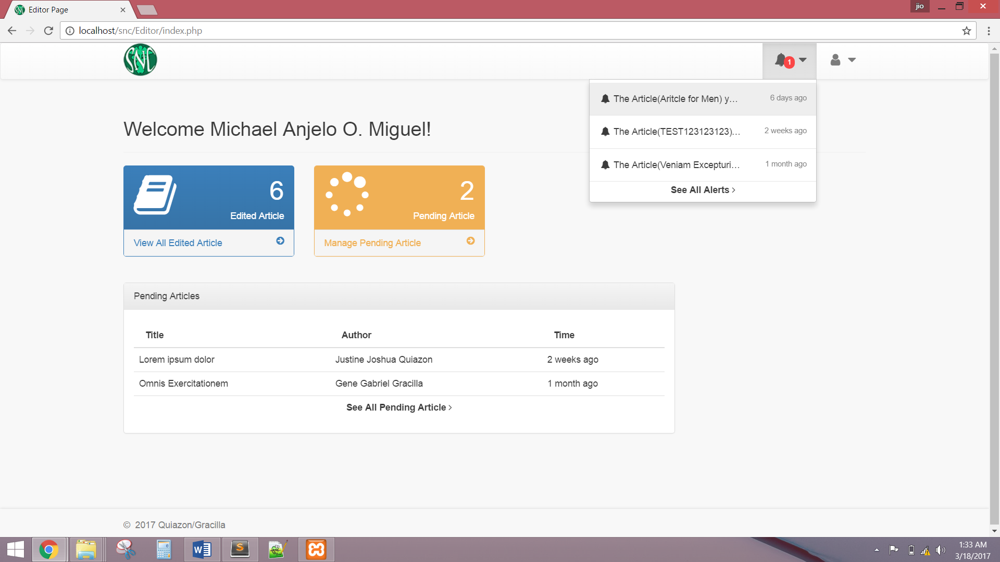 Editor Page
jio
localhost/snc/Editor/index.php
SNC
1
The Article(Aritcle for Men) y... 6 days ago
The Article(TEST123123123)... 2 weeks ago
The Article(Veniam Excepturi... 1 month ago
See All Alerts
Welcome Michael Anjelo O. Miguel!
6
Edited Article
View All Edited Article
2
Pending Article
Manage Pending Article
Pending Articles
Title Author Time
Lorem ipsum dolor Justine Joshua Quiazon 2 weeks ago
Omnis Exercitationem Gene Gabriel Gracilla 1 month ago
See All Pending Article
© 2017 Quiazon/Gracilla
1:33 AM
3/18/2017